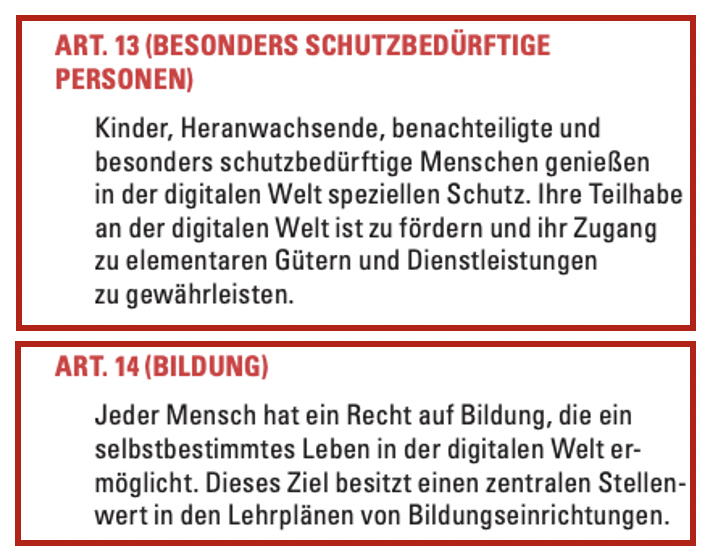 ART. 13 (BESONDERS SCHUTZBEDÜRFTIGE
PERSONEN)
Kinder, Heranwachsende, benachteiligte und
besonders schutzbedürftige Menschen genießen
in der digitalen Welt speziellen Schutz. Ihre Teilhabe
an der digitalen Welt ist zu fördern und ihr Zugang
zu elementaren Gütern und Dienstleistungen
zu gewährleisten.
ART. 14 (BILDUNG)
Jeder Mensch hat ein Recht auf Bildung, die ein
selbstbestimmtes Leben in der digitalen Welt er-
möglicht. Dieses Ziel besitzt einen zentralen Stellen-
wert in den Lehrplänen von Bildungseinrichtungen.